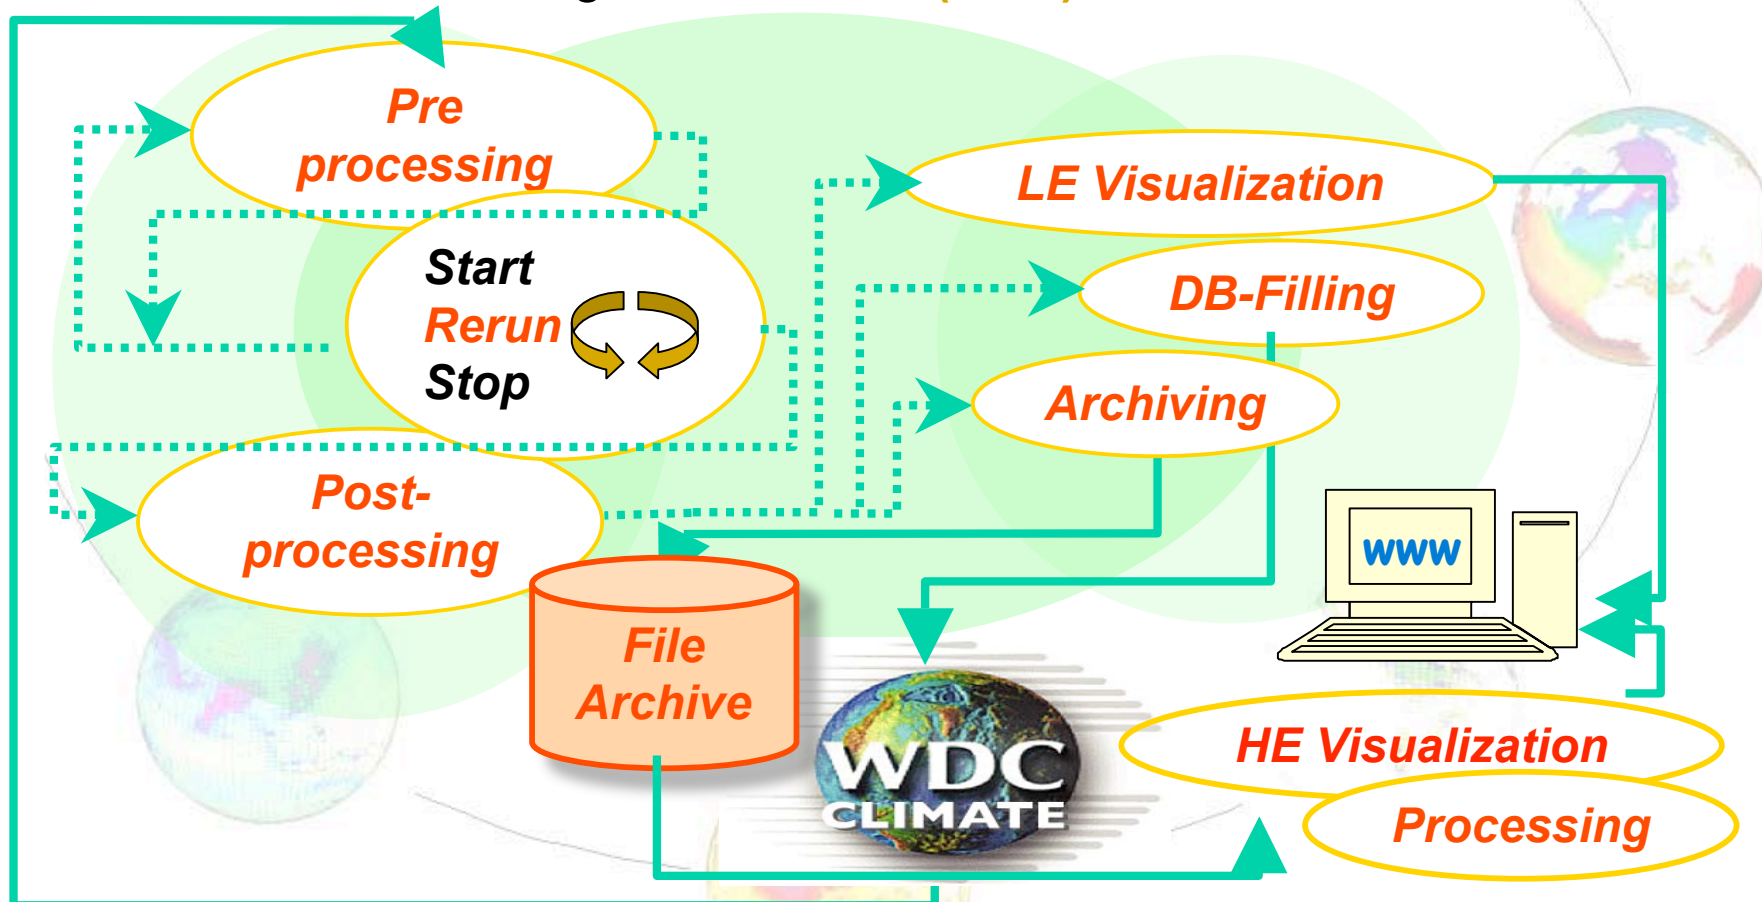 Pre
processing
LE Visualization
Start
Rerun
Stop
DB-Filling
Archiving
Post-
processing
www
File
Archive
WDC
CLIMATE
HE Visualization
Processing